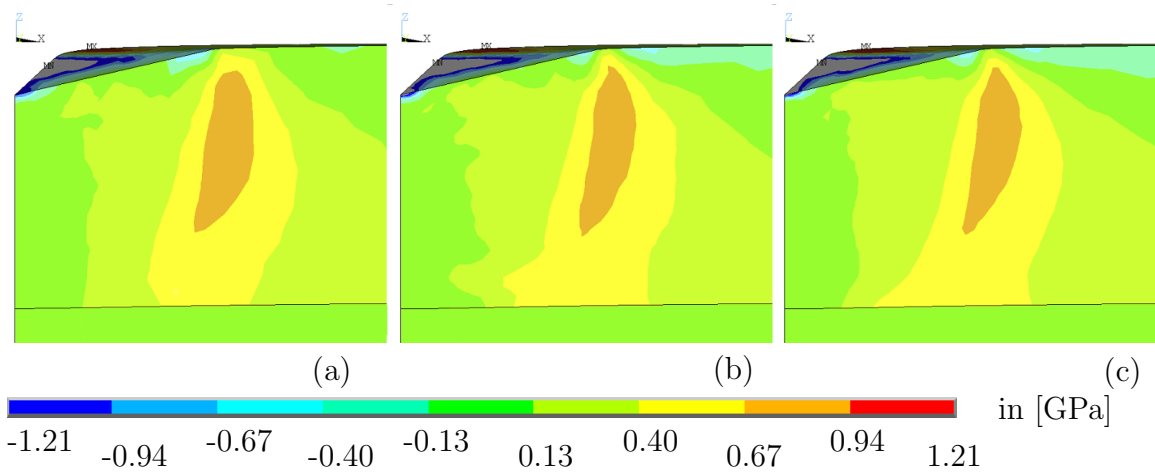 Z Z Z
X X X
MX MX MX
MN MN MN
(a) (b) (c)
in [GPa]
-1.21 -0.67 -0.13 0.40 0.94
-0.94 -0.40 0.13 0.67 1.21